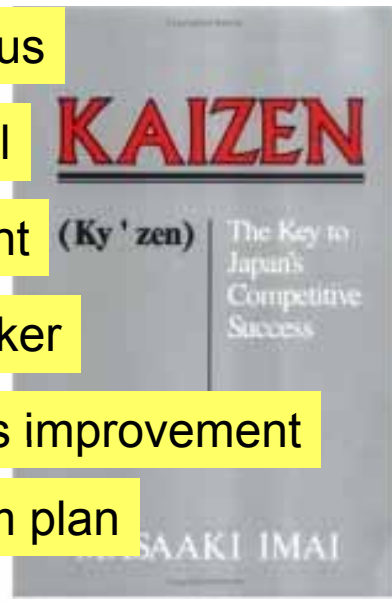 us
KAIZEN
l
(Ky ' zen)
nt
The Key to
Japan's
Competitive
Success
ker
s improvement
n plan
SAAKI IMAI